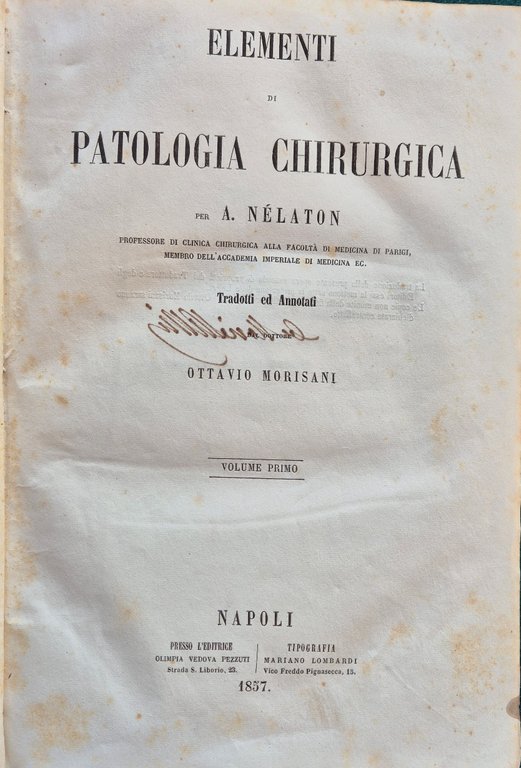 ELEMENTI
DI
PATOLOGIA CHIRURGICA
PER A. NÉLATON
PROFESSORE DI CLINICA CHIRURGICA ALLA FACOLTÀ DI MEDICINA DI PARIGI,
MEMBRO DELL'ACCADEMIA IMPERIALE DI MEDICINA EC.
Tradotti ed Annotati
DAL DOTTORE
OTTAVIO MORISANI
VOLUME PRIMO
NAPOLI
PRESSO L'EDITRICE
OLIMPIA VEDOVA PEZZUTI
Strada S. Liborio, 23.
TIPOGRAFIA
MARIANO LOMBARDI
Vico Freddo Pignasecca, 15.
1857.